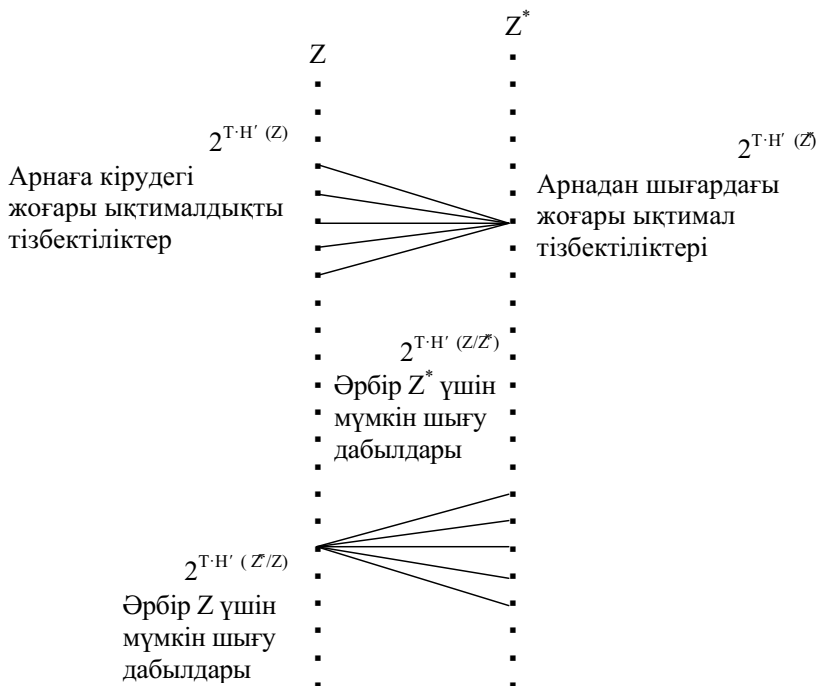 Z
Z*
2^{T·H′ (Z)}
Арнаға кірудегі
жоғары ықтималдықты
тізбектіліктер
2^{T·H′ (Z*)}
Арнадан шығардағы
жоғары ықтимал
тізбектіліктері
2^{T·H′ (Z/Z*)}
Әрбір Z* үшін
мүмкін шығу
дабылдары
2^{T·H′ ( Z*/Z)}
Әрбір Z үшін
мүмкін шығу
дабылдары